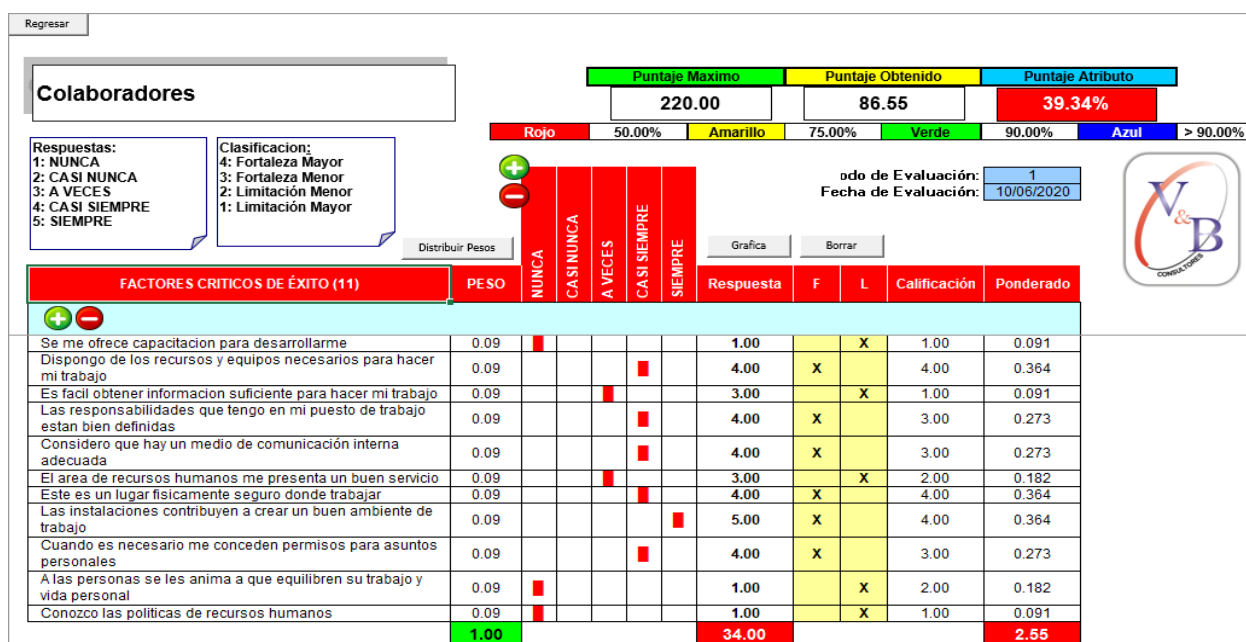 Regresar
Colaboradores
Puntaje Maximo Puntaje Obtenido Puntaje Atributo
220.00 86.55 39.34%
Rojo 50.00% Amarillo 75.00% Verde 90.00% Azul > 90.00%
Respuestas:
1: NUNCA
2: CASI NUNCA
3: A VECES
4: CASI SIEMPRE
5: SIEMPRE
Clasificacion:
4: Fortaleza Mayor
3: Fortaleza Menor
2: Limitación Menor
1: Limitación Mayor
odo de Evaluación: 1
Fecha de Evaluación: 10/06/2020
V&B
CONSULTORES
Distribuir Pesos
Grafica
Borrar
FACTORES CRITICOS DE ÉXITO (11) PESO NUNCA CASI NUNCA A VECES CASI SIEMPRE SIEMPRE Respuesta F L Calificación Ponderado
Se me ofrece capacitacion para desarrollarme 0.09 1.00 X 1.00 0.091
Dispongo de los recursos y equipos necesarios para hacer
mi trabajo 0.09 4.00 X 4.00 0.364
Es facil obtener informacion suficiente para hacer mi trabajo 0.09 3.00 X 1.00 0.091
Las responsabilidades que tengo en mi puesto de trabajo
estan bien definidas 0.09 4.00 X 3.00 0.273
Considero que hay un medio de comunicación interna
adecuada 0.09 4.00 X 3.00 0.273
El area de recursos humanos me presenta un buen servicio 0.09 3.00 X 2.00 0.182
Este es un lugar fisicamente seguro donde trabajar 0.09 4.00 X 4.00 0.364
Las instalaciones contribuyen a crear un buen ambiente de
trabajo 0.09 5.00 X 4.00 0.364
Cuando es necesario me conceden permisos para asuntos
personales 0.09 4.00 X 3.00 0.273
A las personas se les anima a que equilibren su trabajo y
vida personal 0.09 1.00 X 2.00 0.182
Conozco las politicas de recursos humanos 0.09 1.00 X 1.00 0.091
1.00 34.00 2.55